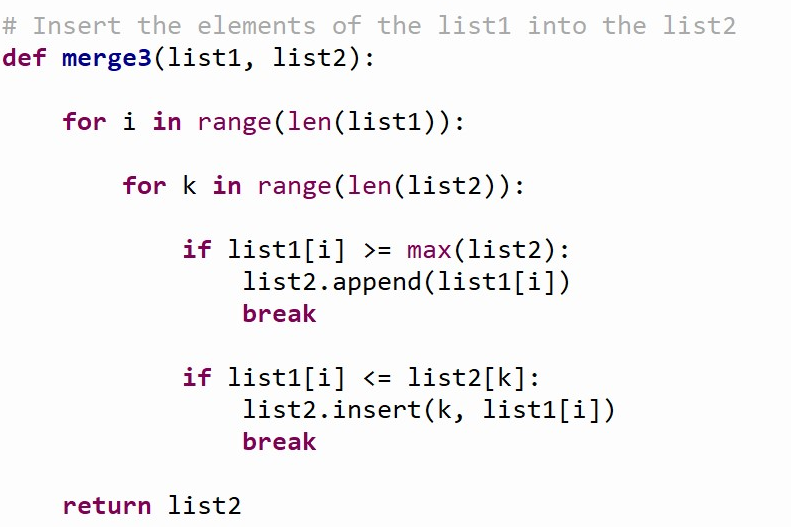 # Insert the elements of the list1 into the list2
def merge3(list1, list2):
    for i in range(len(list1)):
        for k in range(len(list2)):
            if list1[i] >= max(list2):
                list2.append(list1[i])
                break
            if list1[i] <= list2[k]:
                list2.insert(k, list1[i])
                break
    return list2